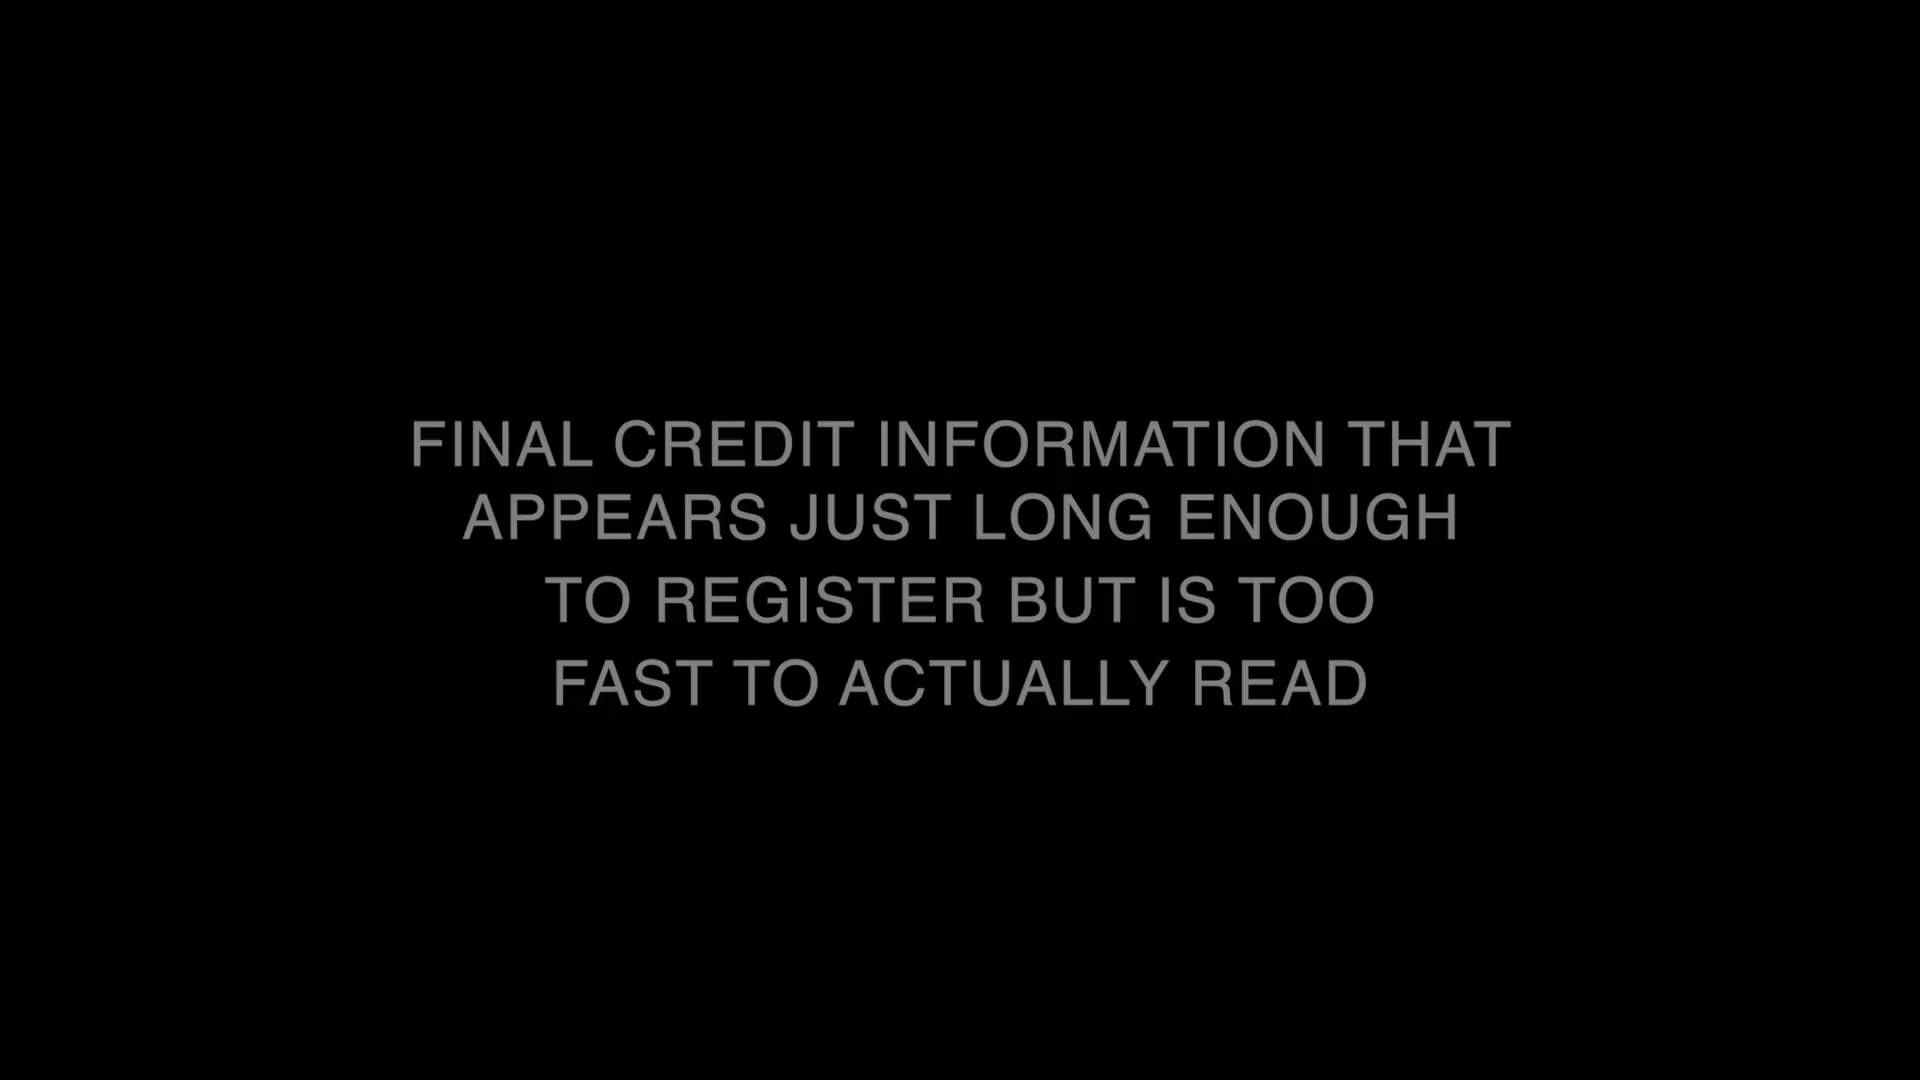 FINAL CREDIT INFORMATION THAT
APPEARS JUST LONG ENOUGH
TO REGISTER BUT IS TOO
FAST TO ACTUALLY READ